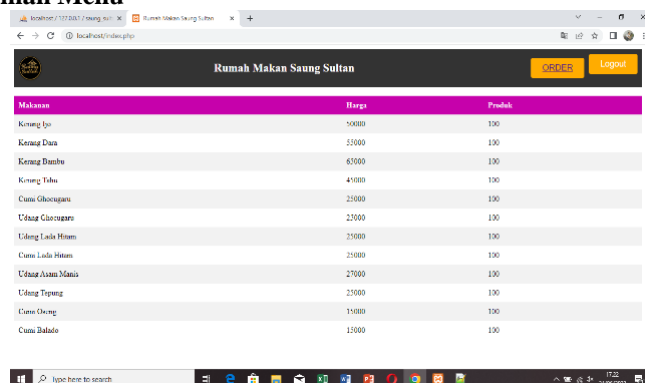 man Menu
localhost / 127.0.0.1 / saung_sult
Rumah Makan Saung Sultan
localhost/index.php
Rumah Makan Saung Sultan
ORDER
Logout
Makanan Harga Produk
Kerang 50000 100
Kerang Dara 55000 100
Kerang Bambu 65000 100
Kerang Tahu 45000 100
Cumi 25000 100
Udang 25000 100
Udang Lada Hitam 25000 100
Cumi Lada Hitam 25000 100
Udang Asam Manis 27000 100
Udang Tepung 25000 100
Cumi Oseng 15000 100
Cumi Balado 15000 100
Type here to search
17.22